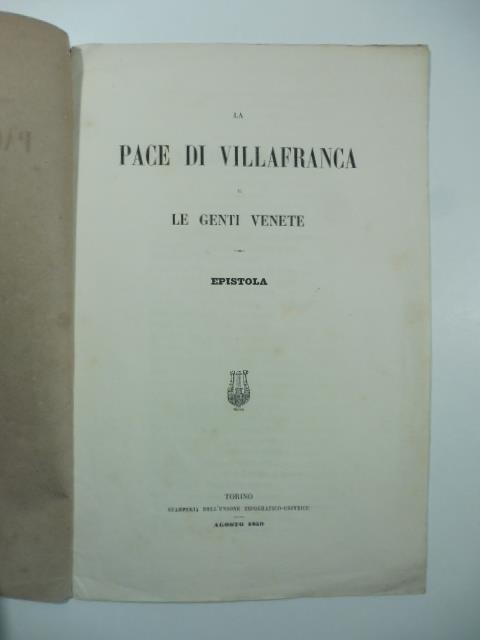 LA
PACE DI VILLAFRANCA
E
LE GENTI VENETE
EPISTOLA
TORINO
STAMPERIA DELL'UNIONE TIPOGRAFICO-EDITRICE
AGOSTO 1859